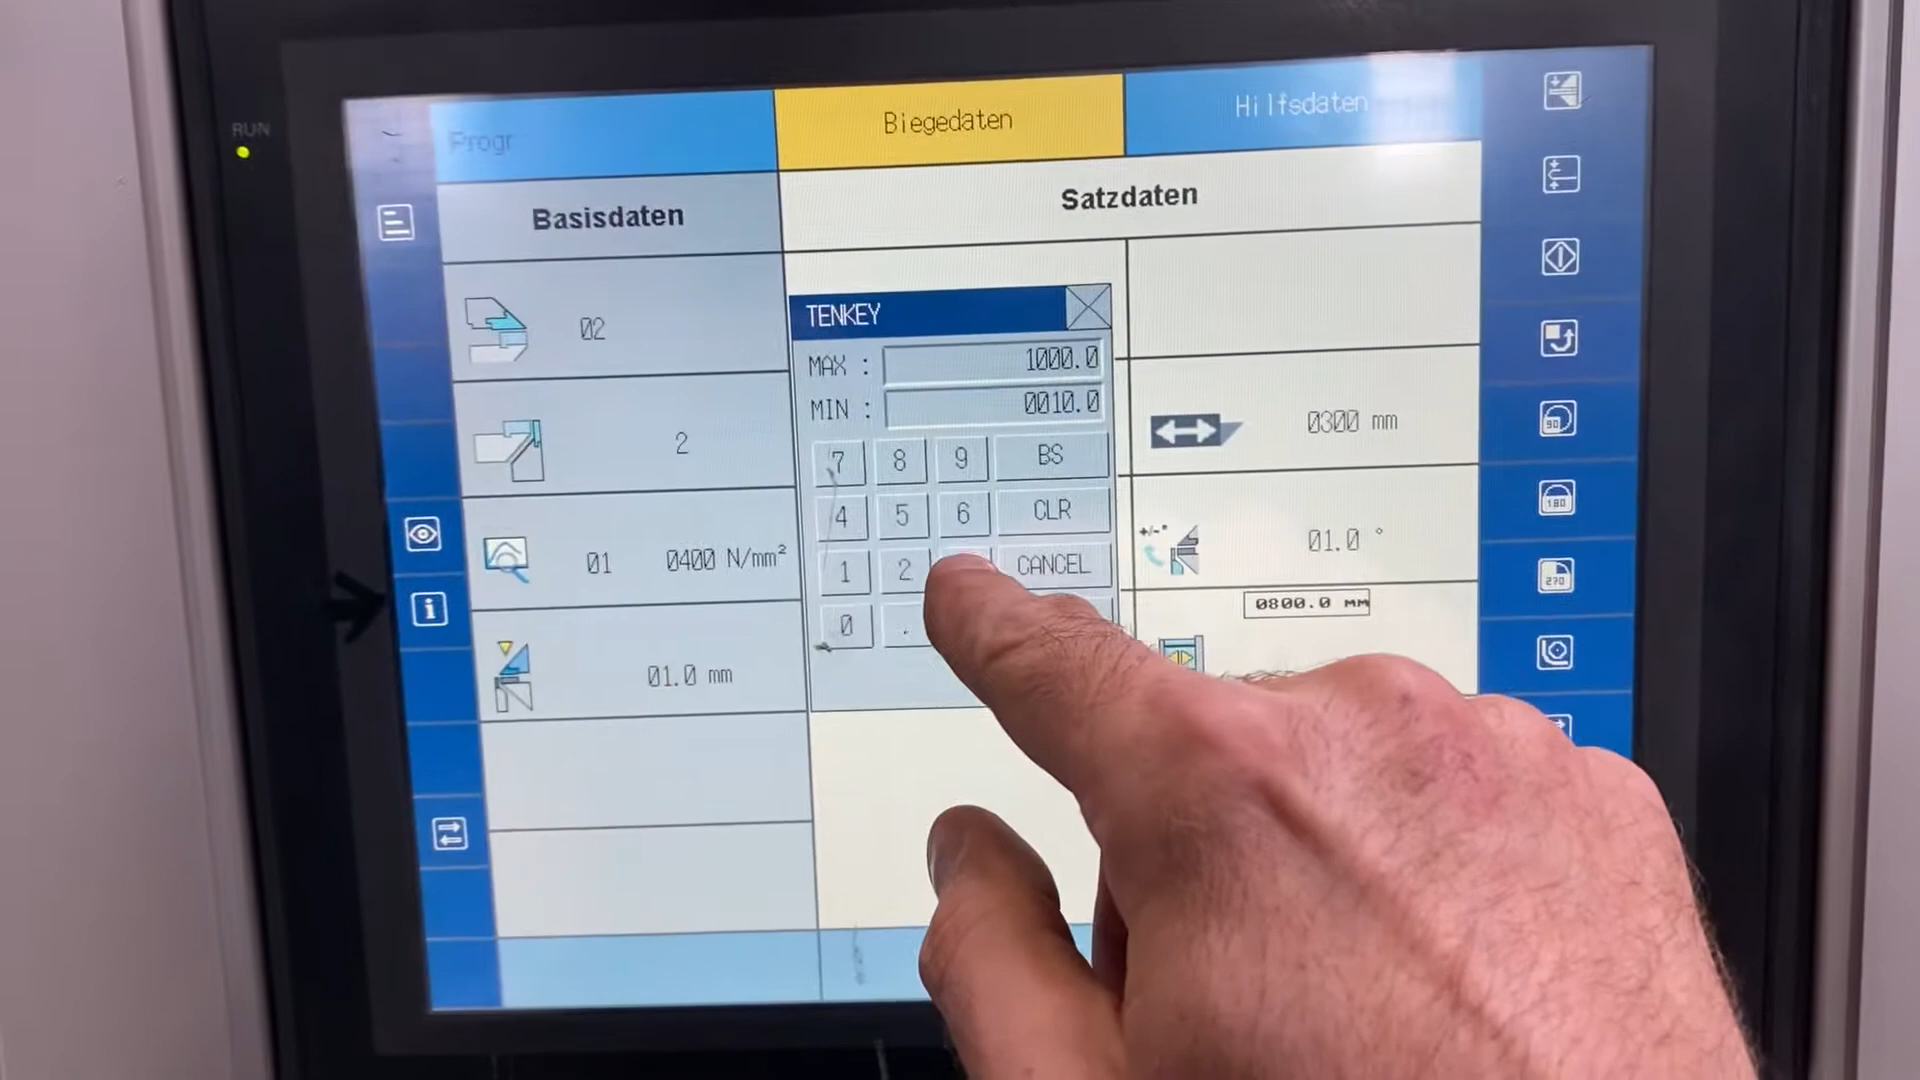 RUN
Progr
Biegedaten
Hilfsdaten
Basisdaten
Satzdaten
02
TENKEY
MAX : 1000.0
MIN : 0010.0
2
7 8 9 BS
4 5 6 CLR
1 2 CANCEL
0 .
0300 mm
01 0400 N/mm²
01.0 °
0800.0 mm
01.0 mm
90
180
270